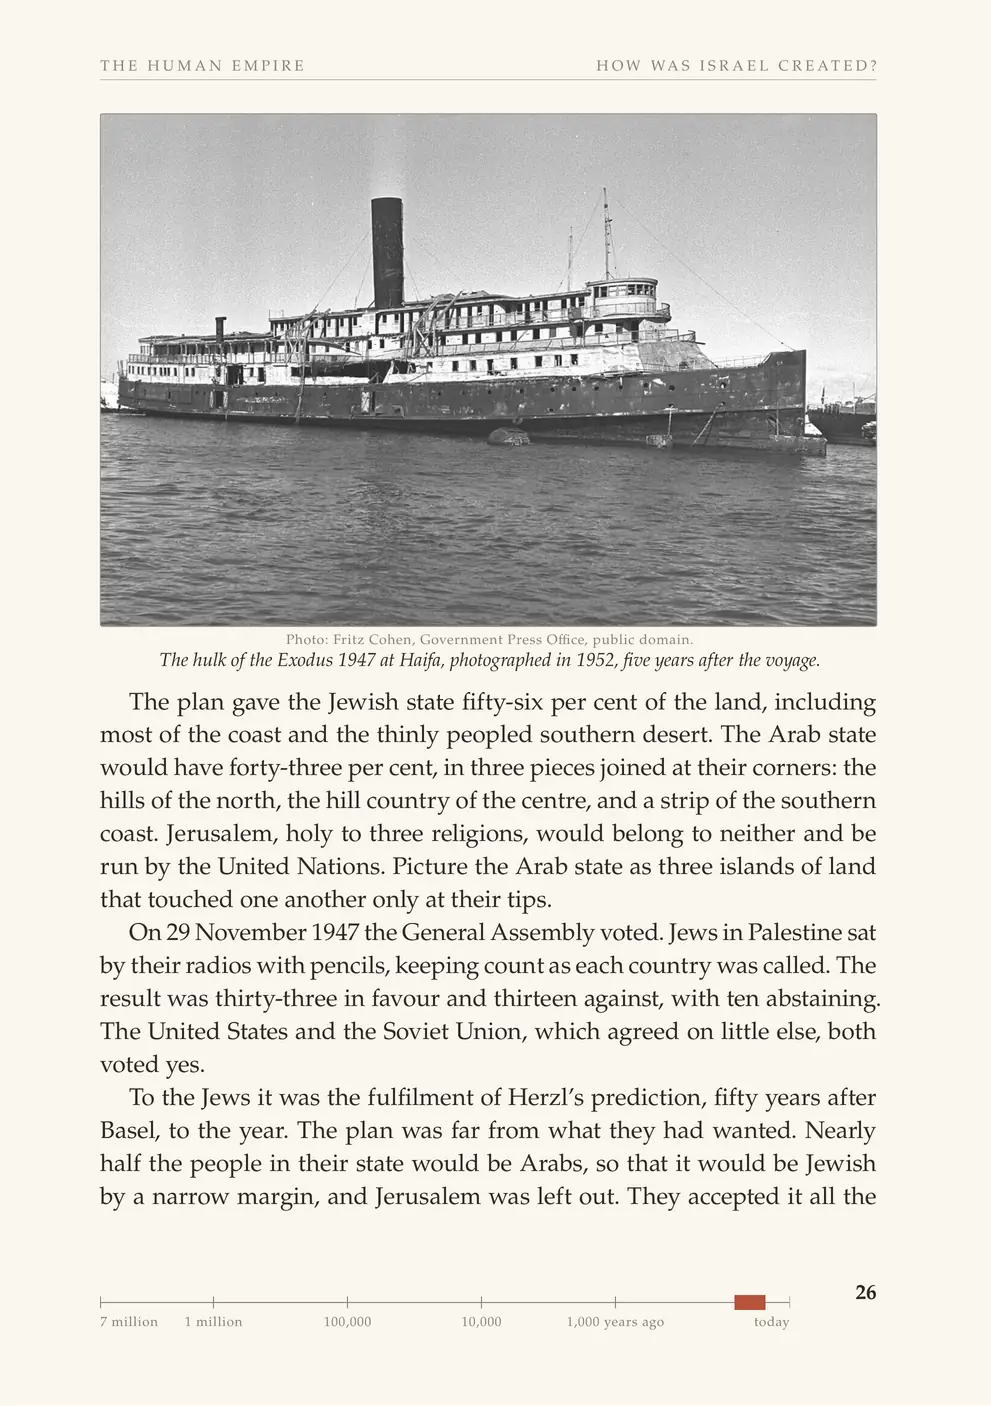 THE HUMAN EMPIRE
HOW WAS ISRAEL CREATED?
Photo: Fritz Cohen, Government Press Office, public domain.
The hulk of the Exodus 1947 at Haifa, photographed in 1952, five years after the voyage.
The plan gave the Jewish state fifty-six per cent of the land, including
most of the coast and the thinly peopled southern desert. The Arab state
would have forty-three per cent, in three pieces joined at their corners: the
hills of the north, the hill country of the centre, and a strip of the southern
coast. Jerusalem, holy to three religions, would belong to neither and be
run by the United Nations. Picture the Arab state as three islands of land
that touched one another only at their tips.
On 29 November 1947 the General Assembly voted. Jews in Palestine sat
by their radios with pencils, keeping count as each country was called. The
result was thirty-three in favour and thirteen against, with ten abstaining.
The United States and the Soviet Union, which agreed on little else, both
voted yes.
To the Jews it was the fulfilment of Herzl’s prediction, fifty years after
Basel, to the year. The plan was far from what they had wanted. Nearly
half the people in their state would be Arabs, so that it would be Jewish
by a narrow margin, and Jerusalem was left out. They accepted it all the
26
7 million 1 million 100,000 10,000 1,000 years ago today